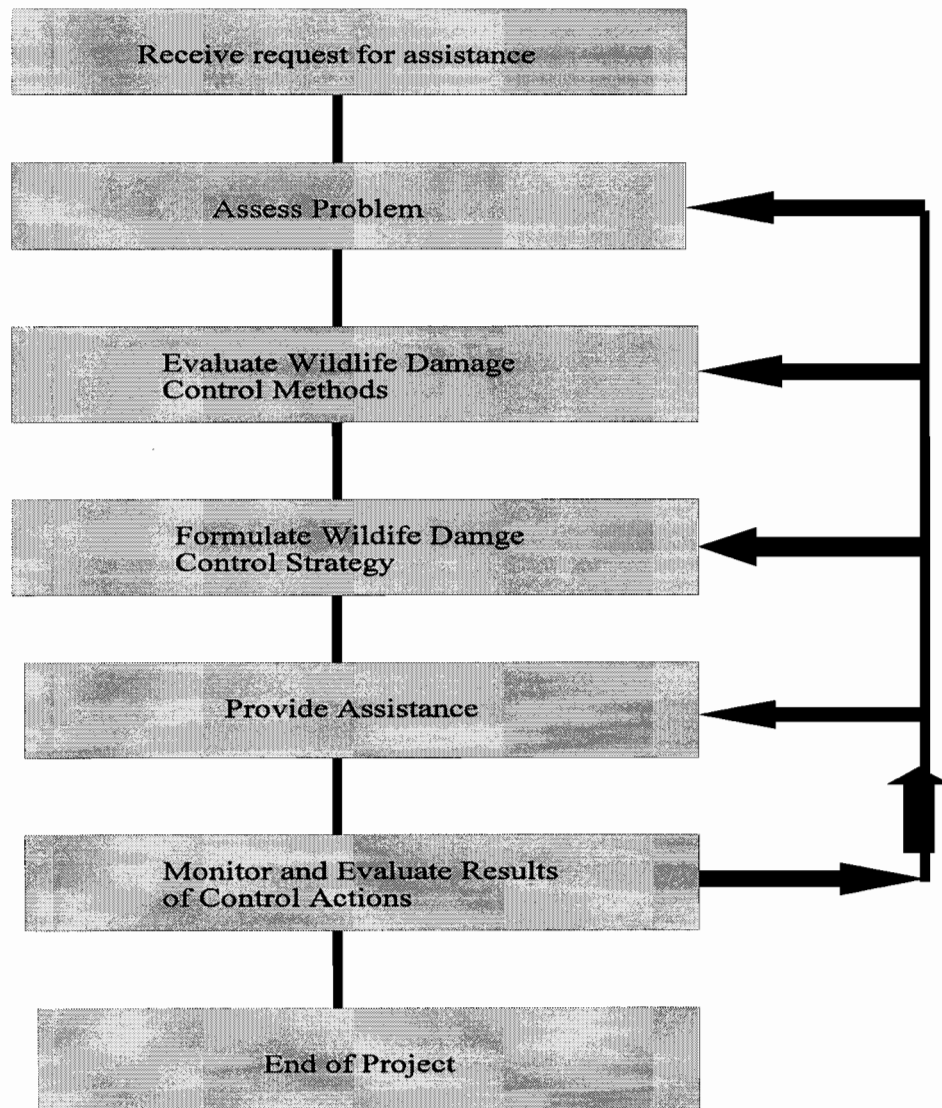 Receive request for assistance
Assess Problem
Evaluate Wildlife Damage
Control Methods
Formulate Wildife Damge
Control Strategy
Provide Assistance
Monitor and Evaluate Results
of Control Actions
End of Project